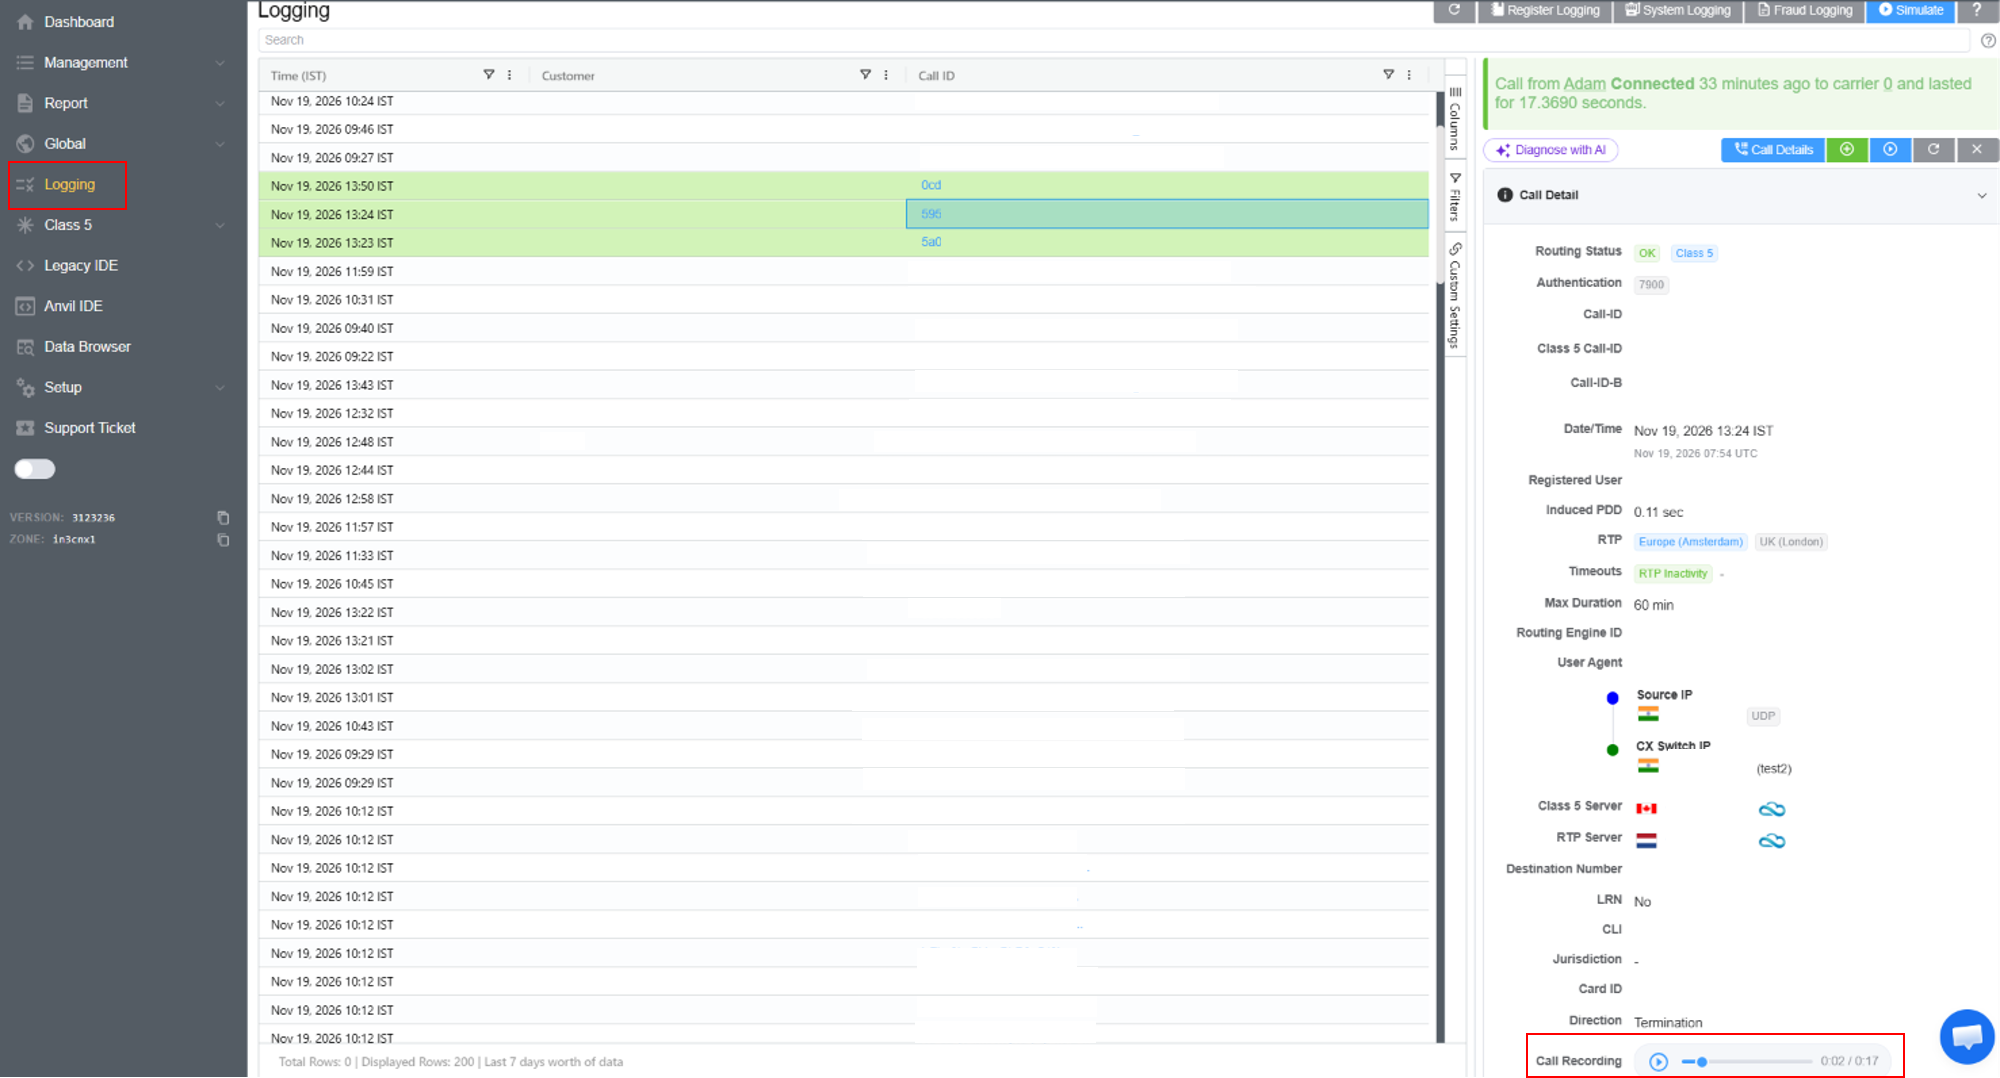 Dashboard
Management
Report
Global
Logging
Class 5
Legacy IDE
Anvil IDE
Data Browser
Setup
Support Ticket
VERSION: 3123236
ZONE: in3cnx1
Logging
Register Logging
System Logging
Fraud Logging
Simulate
?
Search
Time (IST)
Customer
Call ID
Nov 19, 2026 10:24 IST
Nov 19, 2026 09:46 IST
Nov 19, 2026 09:27 IST
Nov 19, 2026 13:50 IST 0cd
Nov 19, 2026 13:24 IST 595
Nov 19, 2026 13:23 IST 5a0
Nov 19, 2026 11:59 IST
Nov 19, 2026 10:31 IST
Nov 19, 2026 09:40 IST
Nov 19, 2026 09:22 IST
Nov 19, 2026 13:43 IST
Nov 19, 2026 12:32 IST
Nov 19, 2026 12:48 IST
Nov 19, 2026 12:44 IST
Nov 19, 2026 12:58 IST
Nov 19, 2026 11:57 IST
Nov 19, 2026 11:33 IST
Nov 19, 2026 10:45 IST
Nov 19, 2026 13:22 IST
Nov 19, 2026 13:21 IST
Nov 19, 2026 13:02 IST
Nov 19, 2026 13:01 IST
Nov 19, 2026 10:43 IST
Nov 19, 2026 09:29 IST
Nov 19, 2026 09:29 IST
Nov 19, 2026 10:12 IST
Nov 19, 2026 10:12 IST
Nov 19, 2026 10:12 IST
Nov 19, 2026 10:12 IST
Nov 19, 2026 10:12 IST
Nov 19, 2026 10:12 IST
Nov 19, 2026 10:12 IST
Nov 19, 2026 10:12 IST
Nov 19, 2026 10:12 IST
Total Rows: 0 | Displayed Rows: 200 | Last 7 days worth of data
Columns
Filters
Custom Settings
Call from Adam Connected 33 minutes ago to carrier 0 and lasted
for 17.3690 seconds.
Diagnose with AI
Call Details
Call Detail
Routing Status OK Class 5
Authentication 7900
Call-ID
Class 5 Call-ID
Call-ID-B
Date/Time Nov 19, 2026 13:24 IST
Nov 19, 2026 07:54 UTC
Registered User
Induced PDD 0.11 sec
RTP Europe (Amsterdam) UK (London)
Timeouts RTP Inactivity -
Max Duration 60 min
Routing Engine ID
User Agent
Source IP
UDP
CX Switch IP
(test2)
Class 5 Server
RTP Server
Destination Number
LRN No
CLI
Jurisdiction -
Card ID
Direction Termination
Call Recording 0:02 / 0:17